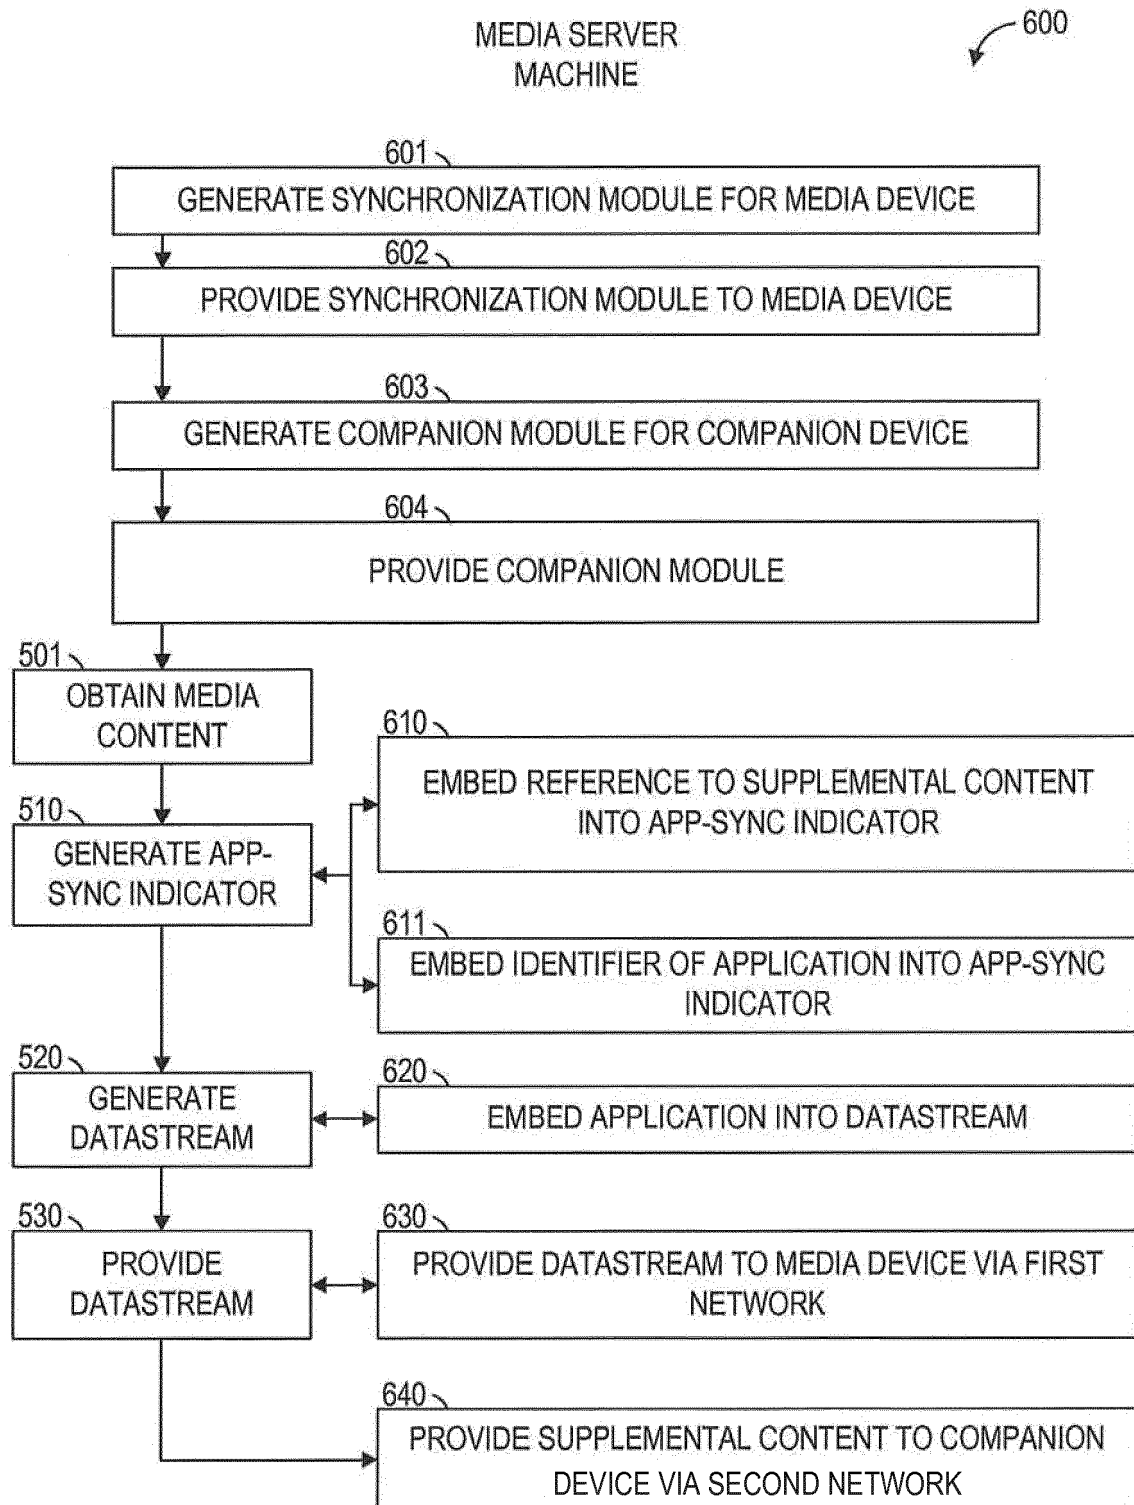 MEDIA SERVER
MACHINE
600
601
GENERATE SYNCHRONIZATION MODULE FOR MEDIA DEVICE
602
PROVIDE SYNCHRONIZATION MODULE TO MEDIA DEVICE
603
GENERATE COMPANION MODULE FOR COMPANION DEVICE
604
PROVIDE COMPANION MODULE
501
OBTAIN MEDIA
CONTENT
610
EMBED REFERENCE TO SUPPLEMENTAL CONTENT
INTO APP-SYNC INDICATOR
510
GENERATE APP-
SYNC INDICATOR
611
EMBED IDENTIFIER OF APPLICATION INTO APP-SYNC
INDICATOR
520
GENERATE
DATASTREAM
620
EMBED APPLICATION INTO DATASTREAM
530
PROVIDE
DATASTREAM
630
PROVIDE DATASTREAM TO MEDIA DEVICE VIA FIRST
NETWORK
640
PROVIDE SUPPLEMENTAL CONTENT TO COMPANION
DEVICE VIA SECOND NETWORK